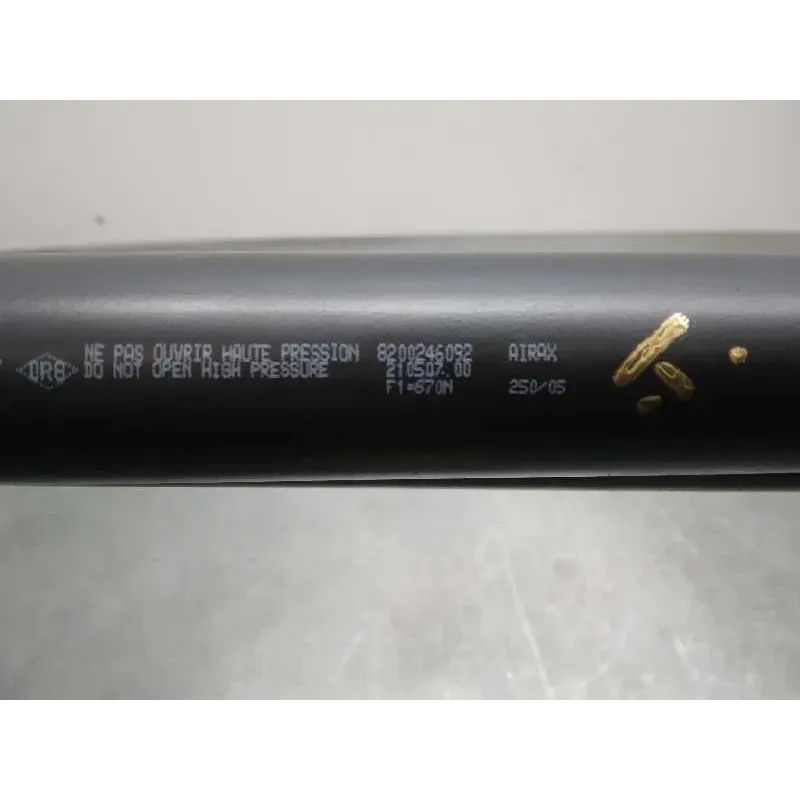 NE PAS OUVRIR HAUTE PRESSION 8200246092 AIRAX
DO NOT OPEN HIGH PRESSURE 210507.00
F1=670N 250/05